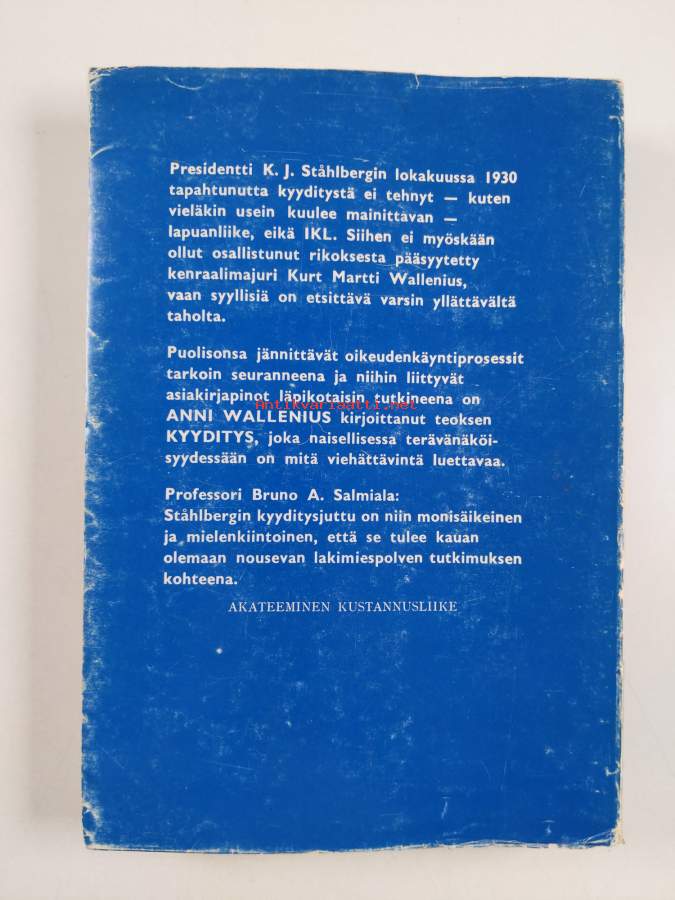 Presidentti K. J. Ståhlbergin lokakuussa 1930
tapahtunutta kyyditystä ei tehnyt — kuten
vieläkin usein kuulee mainittavan —
lapuanliike, eikä IKL. Siihen ei myöskään
ollut osallistunut rikoksesta pääsyytetty
kenraalimajuri Kurt Martti Wallenius,
vaan syyllisiä on etsittävä varsin yllättävältä
taholta.
Puolisonsa jännittävät oikeudenkäyntiprosessit
tarkoin seuranneena ja niihin liittyvät
asiakirjapinot läpikotaisin tutkineena on
Antikvariaatti.net
ANNI WALLENIUS kirjoittanut teoksen
KYYDITYS, joka naisellisessa terävänäköi-
syydessään on mitä viehättävintä luettavaa.
Professori Bruno A. Salmiala:
Ståhlbergin kyyditysjuttu on niin monisäikeinen
ja mielenkiintoinen, että se tulee kauan
olemaan nousevan lakimiespolven tutkimuksen
kohteena.
AKATEEMINEN KUSTANNUSLIIKE